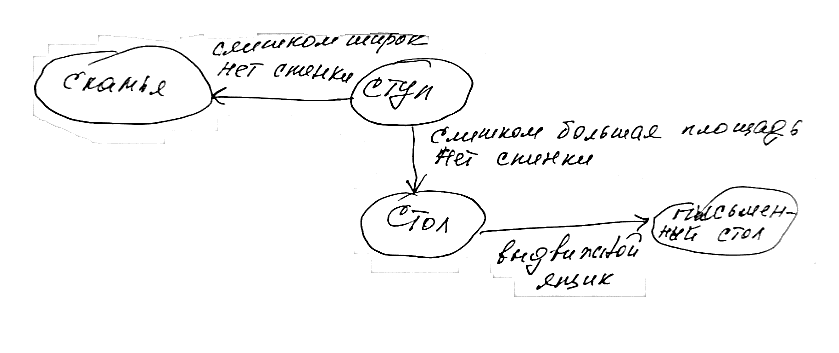 слишком широк
нет спинки
Скамья
стул
слишком большая площадь
нет спинки
стол
письмен-
ный стол
выдвижной
ящик